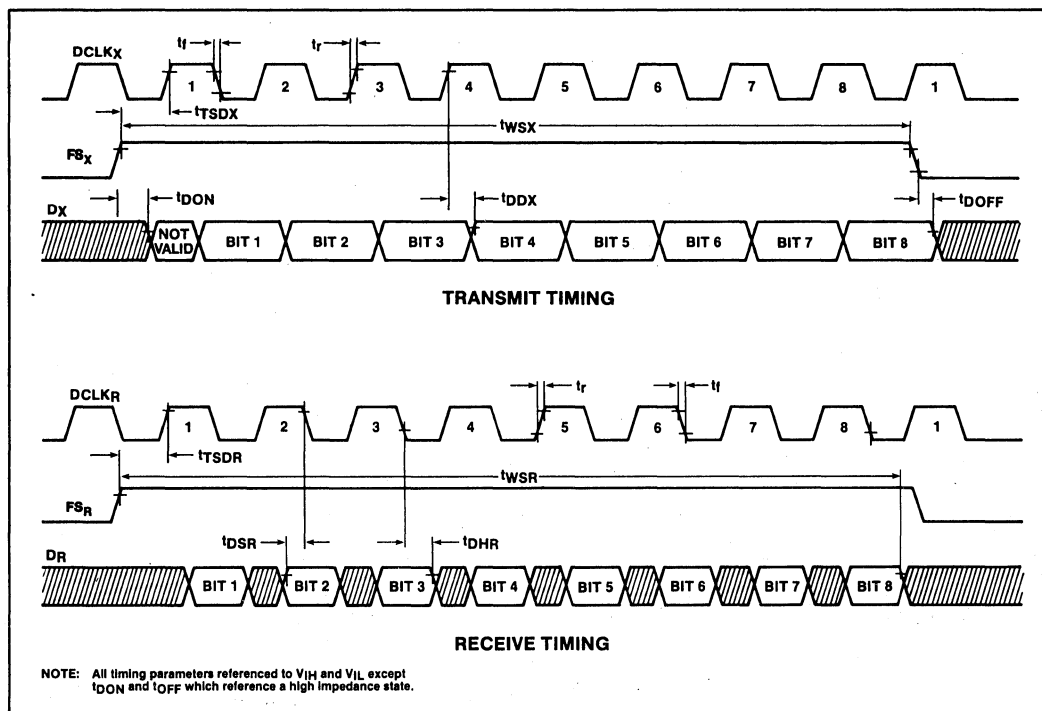 tf
tr
DCLKX
1 2 3 4 5 6 7 8 1
tTSDX
tWSX
FSX
tDON
tDDX
tDOFF
DX
NOT VALID BIT 1 BIT 2 BIT 3 BIT 4 BIT 5 BIT 6 BIT 7 BIT 8
TRANSMIT TIMING
tr
tf
DCLKR
1 2 3 4 5 6 7 8 1
tTSDR
tWSR
FSR
tDSR
tDHR
DR
BIT 1 BIT 2 BIT 3 BIT 4 BIT 5 BIT 6 BIT 7 BIT 8
RECEIVE TIMING
NOTE: All timing parameters referenced to VIH and VIL except
tDON and tOFF which reference a high impedance state.